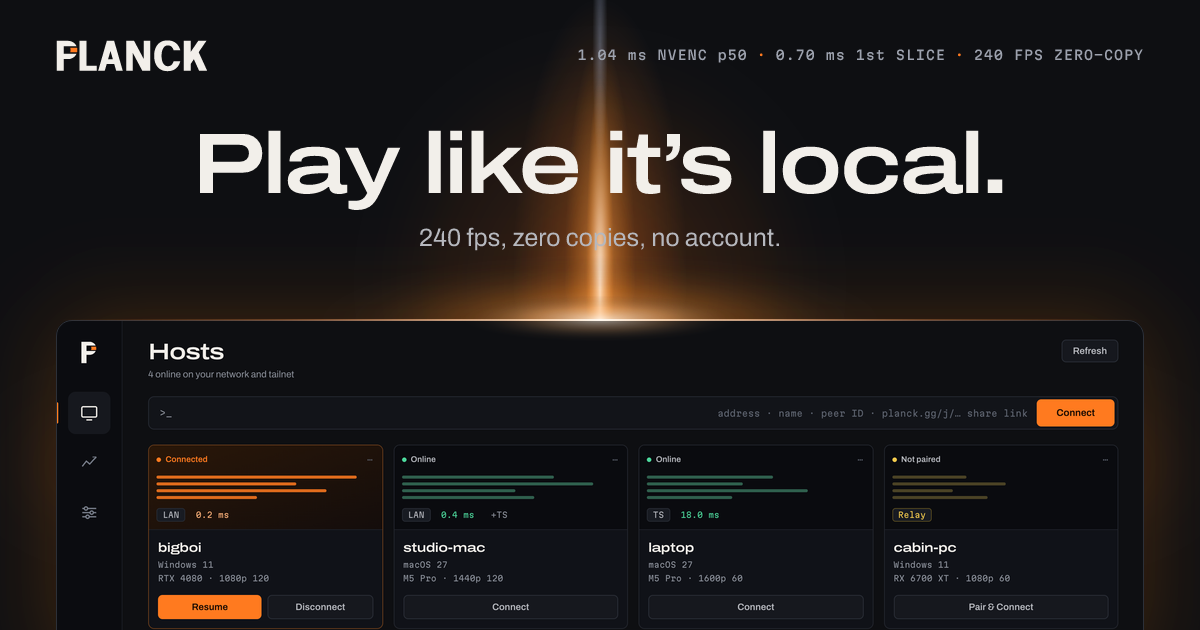 PLANCK
1.04 ms NVENC p50 · 0.70 ms 1st SLICE · 240 FPS ZERO-COPY
Play like it’s local.
240 fps, zero copies, no account.
Hosts
4 online on your network and tailnet
Refresh
>_
address · name · peer ID · planck.gg/j/… share link
Connect
Connected
LAN 0.2 ms
bigboi
Windows 11
RTX 4080 · 1080p 120
Resume
Disconnect
Online
LAN 0.4 ms +TS
studio-mac
macOS 27
M5 Pro · 1440p 120
Connect
Online
TS 18.0 ms
laptop
macOS 27
M5 Pro · 1600p 60
Connect
Not paired
Relay
cabin-pc
Windows 11
RX 6700 XT · 1080p 60
Pair & Connect